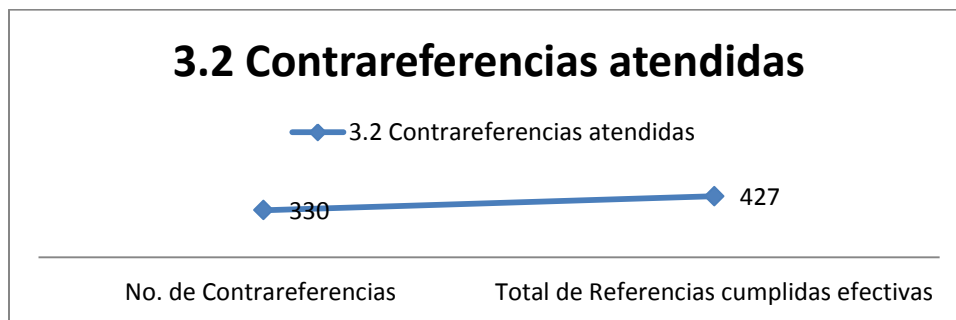 3.2 Contrareferencias atendidas
3.2 Contrareferencias atendidas
330
427
No. de Contrareferencias
Total de Referencias cumplidas efectivas